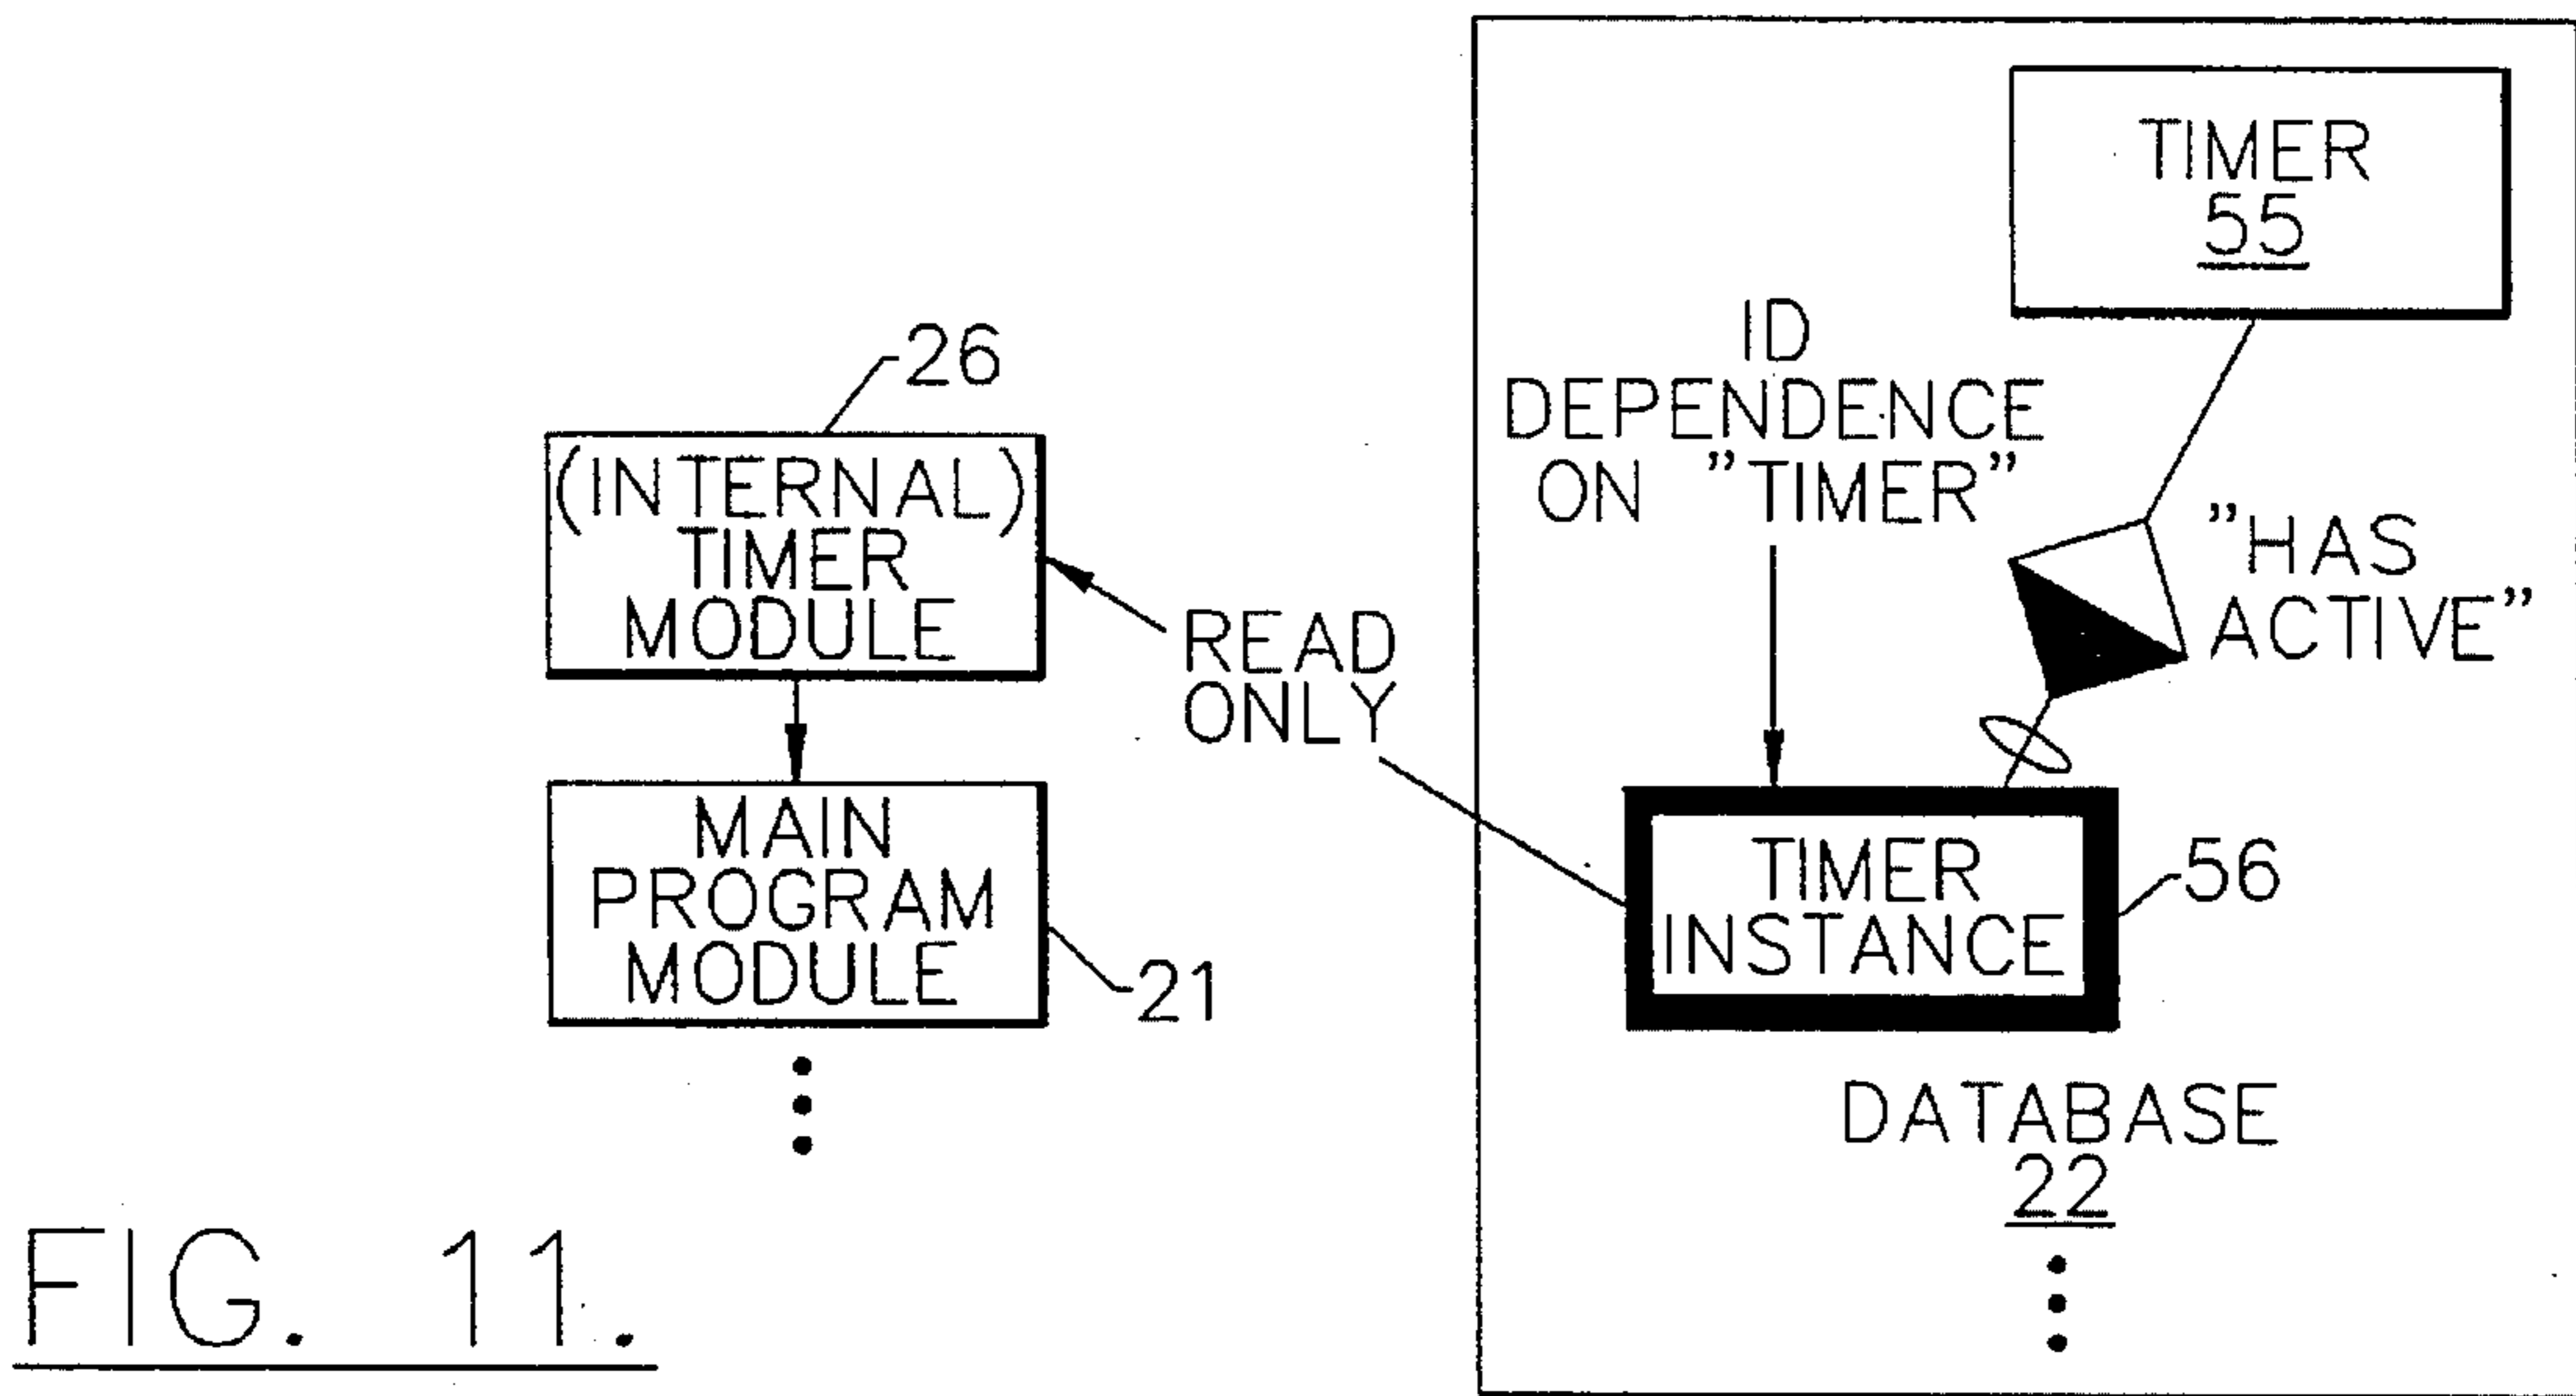 26
(INTERNAL)
TIMER
MODULE
MAIN
PROGRAM
MODULE
21
READ
ONLY
TIMER
55
ID
DEPENDENCE
ON "TIMER"
"HAS
ACTIVE"
TIMER
INSTANCE
56
DATABASE
22
FIG. 11.